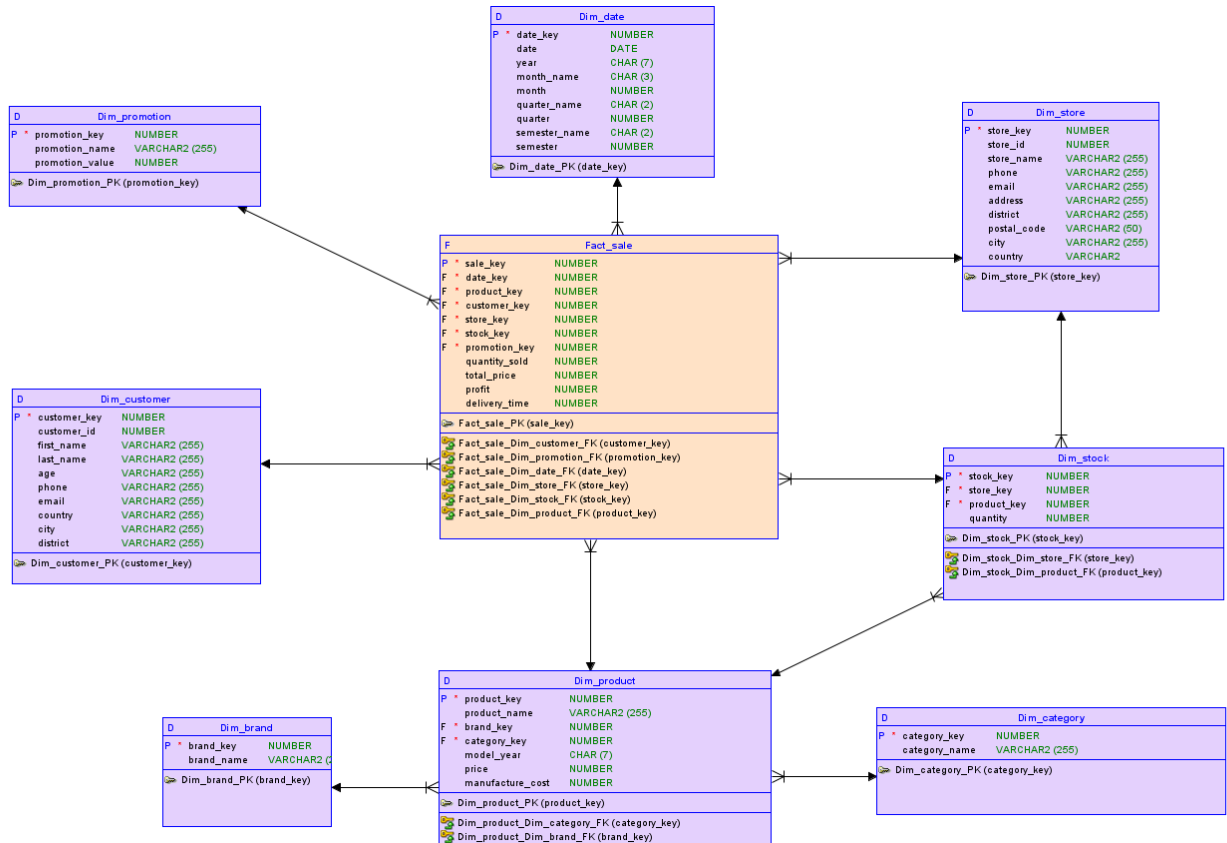 D Dim_date
P * date_key NUMBER
date DATE
year CHAR (7)
month_name CHAR (3)
month NUMBER
quarter_name CHAR (2)
quarter NUMBER
semester_name CHAR (2)
semester NUMBER
Dim_date_PK (date_key)
D Dim_promotion
P * promotion_key NUMBER
promotion_name VARCHAR2 (255)
promotion_value NUMBER
Dim_promotion_PK (promotion_key)
D Dim_store
P * store_key NUMBER
store_id NUMBER
store_name VARCHAR2 (255)
phone VARCHAR2 (255)
email VARCHAR2 (255)
address VARCHAR2 (255)
district VARCHAR2 (255)
postal_code VARCHAR2 (50)
city VARCHAR2 (255)
country VARCHAR2
Dim_store_PK (store_key)
F Fact_sale
P * sale_key NUMBER
F * date_key NUMBER
F * product_key NUMBER
F * customer_key NUMBER
F * store_key NUMBER
F * stock_key NUMBER
F * promotion_key NUMBER
quantity_sold NUMBER
total_price NUMBER
profit NUMBER
delivery_time NUMBER
Fact_sale_PK (sale_key)
Fact_sale_Dim_customer_FK (customer_key)
Fact_sale_Dim_promotion_FK (promotion_key)
Fact_sale_Dim_date_FK (date_key)
Fact_sale_Dim_store_FK (store_key)
Fact_sale_Dim_stock_FK (stock_key)
Fact_sale_Dim_product_FK (product_key)
D Dim_customer
P * customer_key NUMBER
customer_id NUMBER
first_name VARCHAR2 (255)
last_name VARCHAR2 (255)
age VARCHAR2 (255)
phone VARCHAR2 (255)
email VARCHAR2 (255)
country VARCHAR2 (255)
city VARCHAR2 (255)
district VARCHAR2 (255)
Dim_customer_PK (customer_key)
D Dim_stock
P * stock_key NUMBER
F * store_key NUMBER
F * product_key NUMBER
quantity NUMBER
Dim_stock_PK (stock_key)
Dim_stock_Dim_store_FK (store_key)
Dim_stock_Dim_product_FK (product_key)
D Dim_product
P * product_key NUMBER
product_name VARCHAR2 (255)
F * brand_key NUMBER
F * category_key NUMBER
model_year CHAR (7)
price NUMBER
manufacture_cost NUMBER
Dim_product_PK (product_key)
Dim_product_Dim_category_FK (category_key)
Dim_product_Dim_brand_FK (brand_key)
D Dim_brand
P * brand_key NUMBER
brand_name VARCHAR2
Dim_brand_PK (brand_key)
D Dim_category
P * category_key NUMBER
category_name VARCHAR2 (255)
Dim_category_PK (category_key)